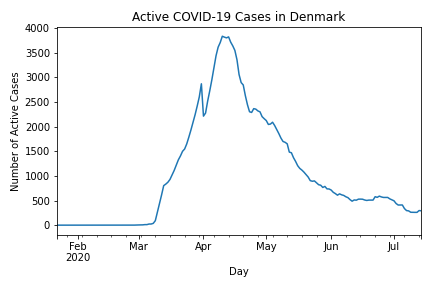 Active COVID-19 Cases in Denmark
Number of Active Cases
4000
3500
3000
2500
2000
1500
1000
500
0
Feb Mar Apr May Jun Jul
2020
Day